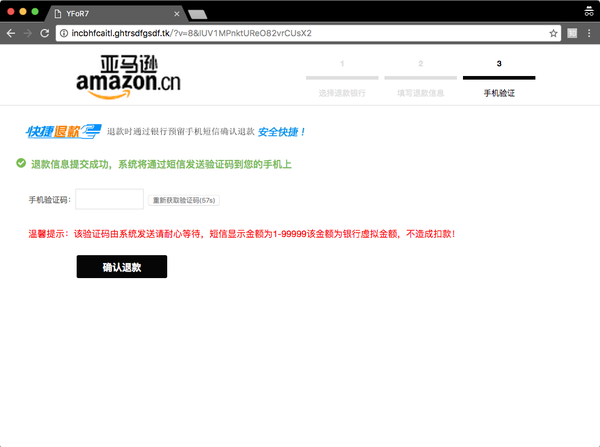 YFoR7
incbhfcaitl.ghtrsdfgsdf.tk/?v=8&IUV1MPnktUReO82vrCUsX2
亚马逊
amazon.cn
1
2
3
选择退款银行
填写退款信息
手机验证
快捷退款 退款时通过银行预留手机短信确认退款 安全快捷！
退款信息提交成功，系统将通过短信发送验证码到您的手机上
手机验证码： 重新获取验证码(57s)
温馨提示：该验证码由系统发送请耐心等待，短信显示金额为1-99999该金额为银行虚拟金额，不造成扣款！
确认退款